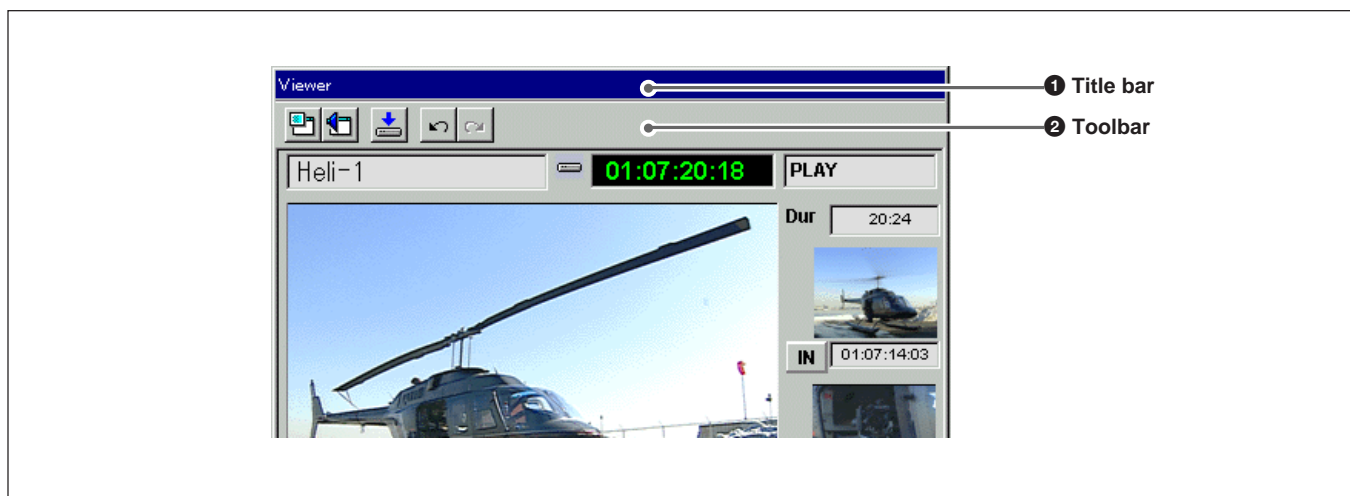 Viewer
❶ Title bar
❷ Toolbar
Heli-1
01:07:20:18
PLAY
Dur
20:24
IN
01:07:14:03